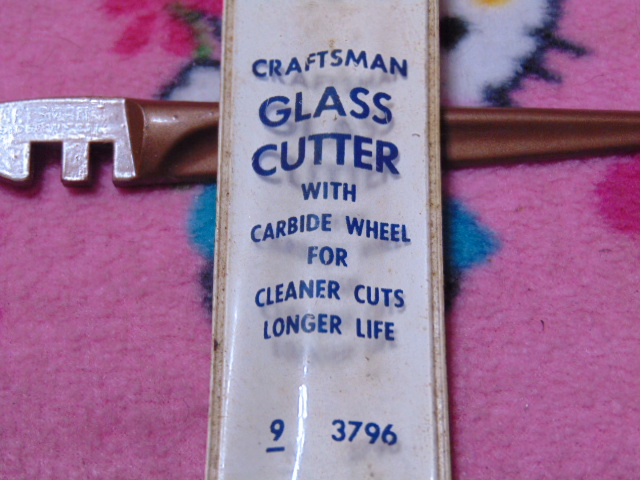 CRAFTSMAN
GLASS
CUTTER
WITH
CARBIDE WHEEL
FOR
CLEANER CUTS
LONGER LIFE
9 3796